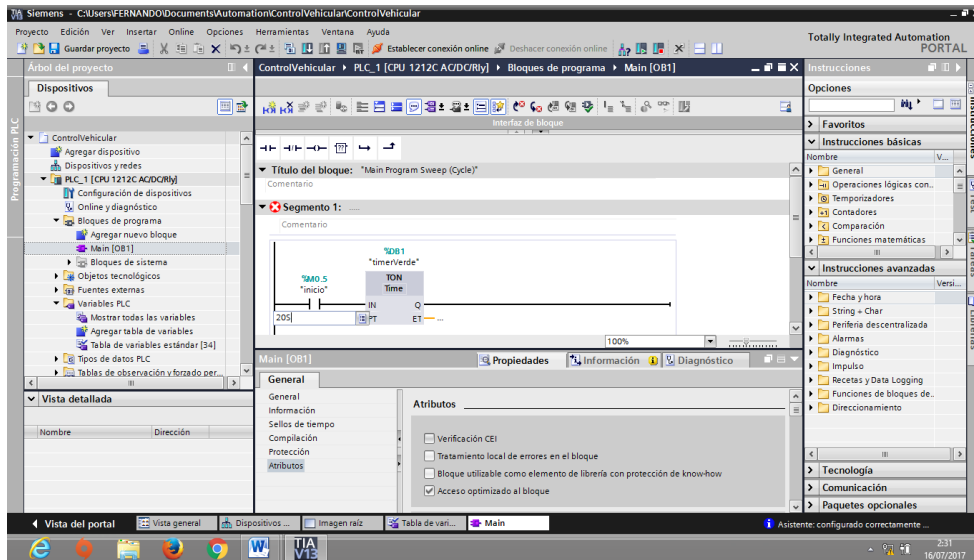 Siemens - C:\Users\FERNANDO\Documents\Automation\ControlVehicular\ControlVehicular
Proyecto Edición Ver Insertar Online Opciones Herramientas Ventana Ayuda
Totally Integrated Automation
PORTAL
Guardar proyecto
Establecer conexión online
Deshacer conexión online
Árbol del proyecto
ControlVehicular PLC_1 [CPU 1212C AC/DC/Rly] Bloques de programa Main [OB1]
Instrucciones
Dispositivos
Opciones
Programación PLC
Interfaz de bloque
ControlVehicular
Agregar dispositivo
Dispositivos y redes
PLC_1 [CPU 1212C AC/DC/Rly]
Configuración de dispositivos
Online y diagnóstico
Bloques de programa
Agregar nuevo bloque
Main [OB1]
Bloques de sistema
Objetos tecnológicos
Fuentes externas
Variables PLC
Mostrar todas las variables
Agregar tabla de variables
Tabla de variables estándar [34]
Tipos de datos PLC
Tablas de observación y forzado per...
Vista detallada
Nombre Dirección
Título del bloque: "Main Program Sweep (Cycle)"
Comentario
Segmento 1: .....
Comentario
%DB1
"timerVerde"
%M0.5
"inicio"
TON
Time
IN Q
20S PT ET ...
100%
Main [OB1]
Propiedades Información Diagnóstico
General
General
Información
Sellos de tiempo
Compilación
Protección
Atributos
Atributos
Verificación CEI
Tratamiento local de errores en el bloque
Bloque utilizable como elemento de librería con protección de know-how
Acceso optimizado al bloque
Favoritos
Instrucciones básicas
Nombre V...
General
Operaciones lógicas con..
Temporizadores
Contadores
Comparación
Funciones matemáticas
Instrucciones avanzadas
Nombre Versi...
Fecha y hora
String + Char
Periferia descentralizada
Alarmas
Diagnóstico
Impulso
Recetas y Data Logging
Funciones de bloques de..
Direccionamiento
Tecnología
Comunicación
Paquetes opcionales
Instrucciones
Test
Tareas
Librerías
Vista del portal
Vista general
Dispositivos ...
Imagen raíz
Tabla de vari...
Main
Asistente: configurado correctamente ...
TIA
V13
2:31
16/07/2017